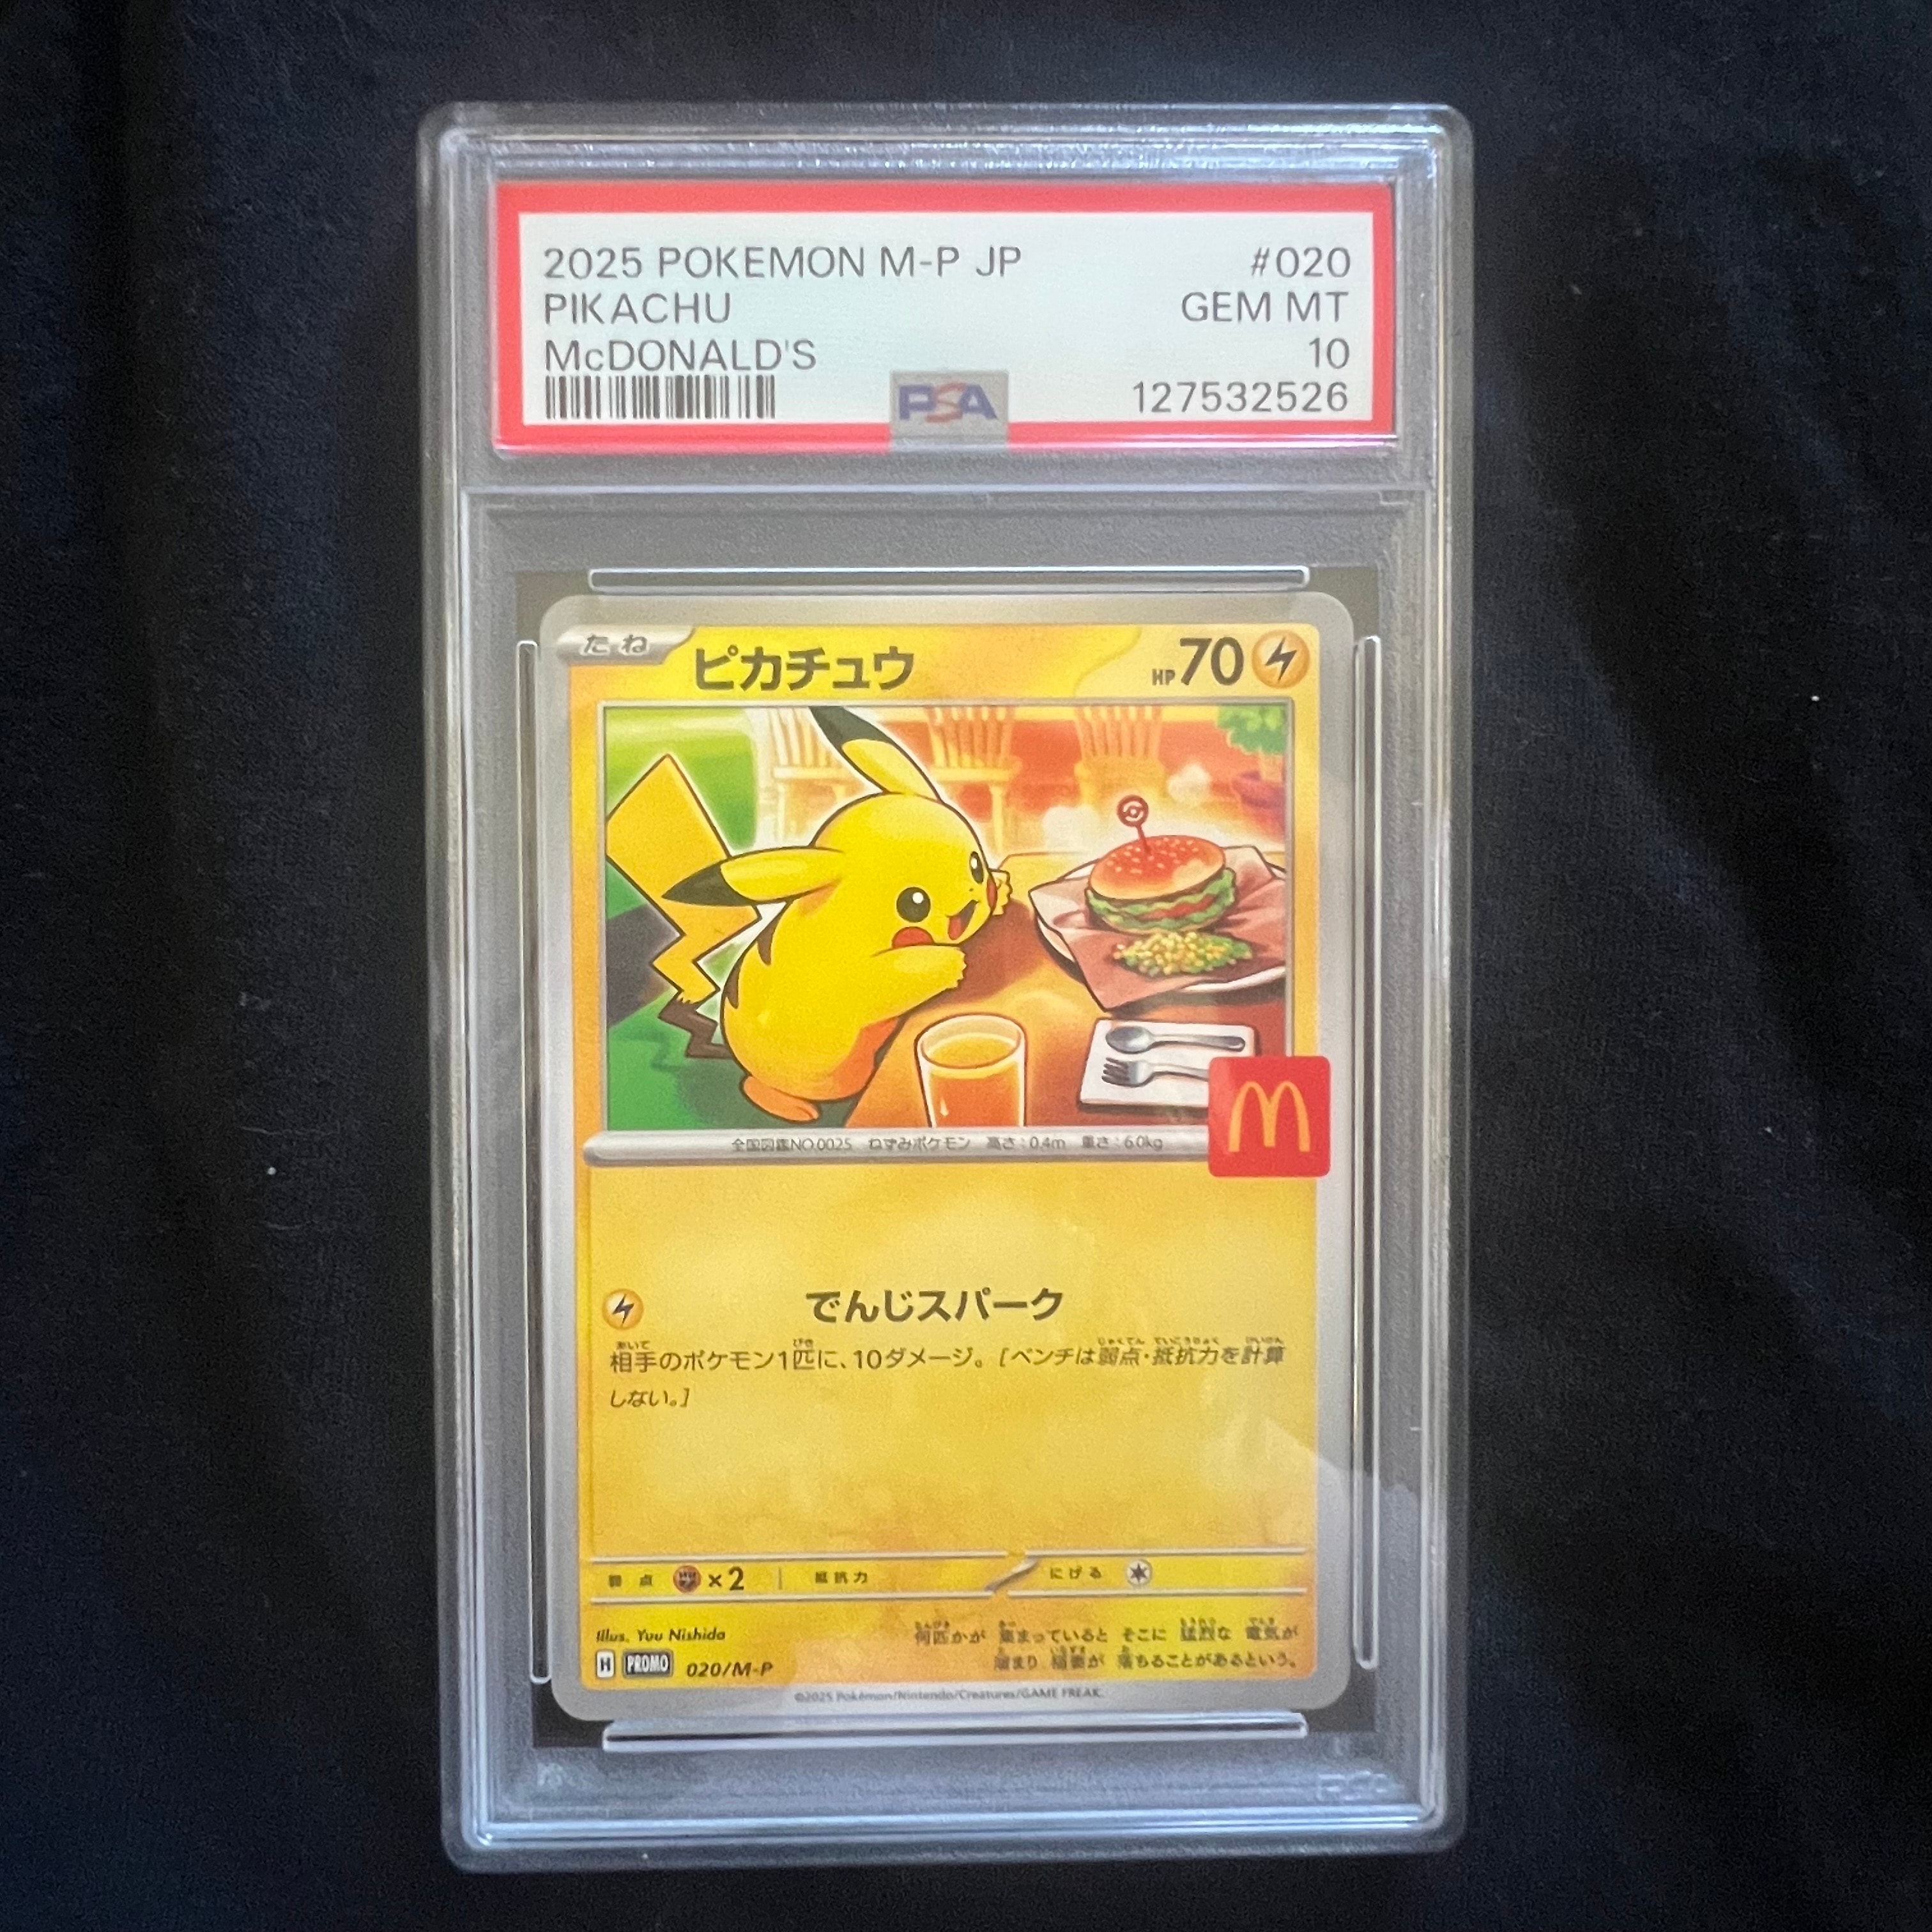 2025 POKEMON M-P JP #020
PIKACHU GEM MT
McDONALD'S 10
PSA 127532526
たね ピカチュウ HP70
全国図鑑NO.0025 ねずみポケモン 高さ:0.4m 重さ:6.0kg
でんじスパーク
相手のポケモン1匹に、10ダメージ。[ベンチは弱点・抵抗力を計算
しない。]
弱点 ×2 抵抗力 にげる
Illus. Yuu Nishida
何匹かが 集まっていると そこに 猛烈な 電気が
溜まり 稲妻が 落ちることがあるという。
H PROMO 020/M-P
©2025 Pokémon/Nintendo/Creatures/GAME FREAK.